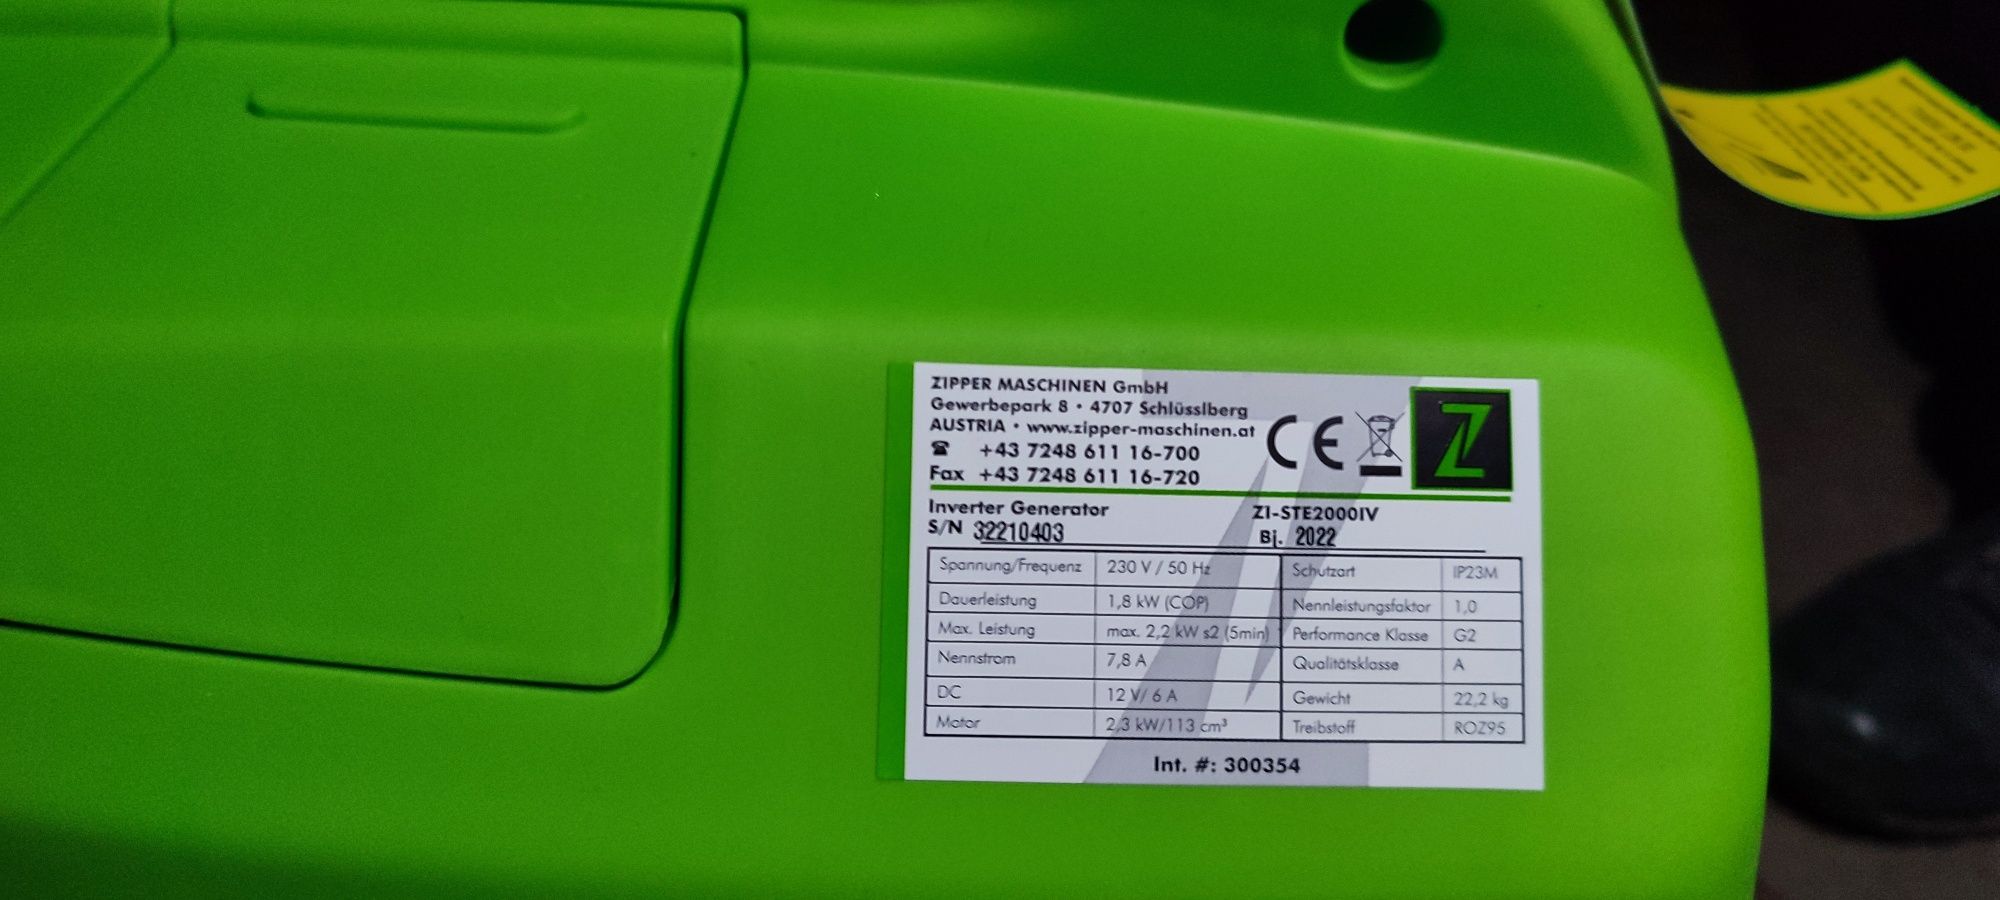 ZIPPER MASCHINEN GmbH
Gewerbepark 8 • 4707 Schlüsslberg
AUSTRIA • www.zipper-maschinen.at
☎ +43 7248 611 16-700
Fax +43 7248 611 16-720
CE
Z
Inverter Generator ZI-STE2000IV
S/N 32210403 Bj. 2022
Spannung/Frequenz 230 V / 50 Hz Schutzart IP23M
Dauerleistung 1,8 kW (COP) Nennleistungsfaktor 1,0
Max. Leistung max. 2,2 kW s2 (5min) Performance Klasse G2
Nennstrom 7,8 A Qualitätsklasse A
DC 12 V/ 6 A Gewicht 22,2 kg
Motor 2,3 kW/113 cm³ Treibstoff ROZ95
Int. #: 300354